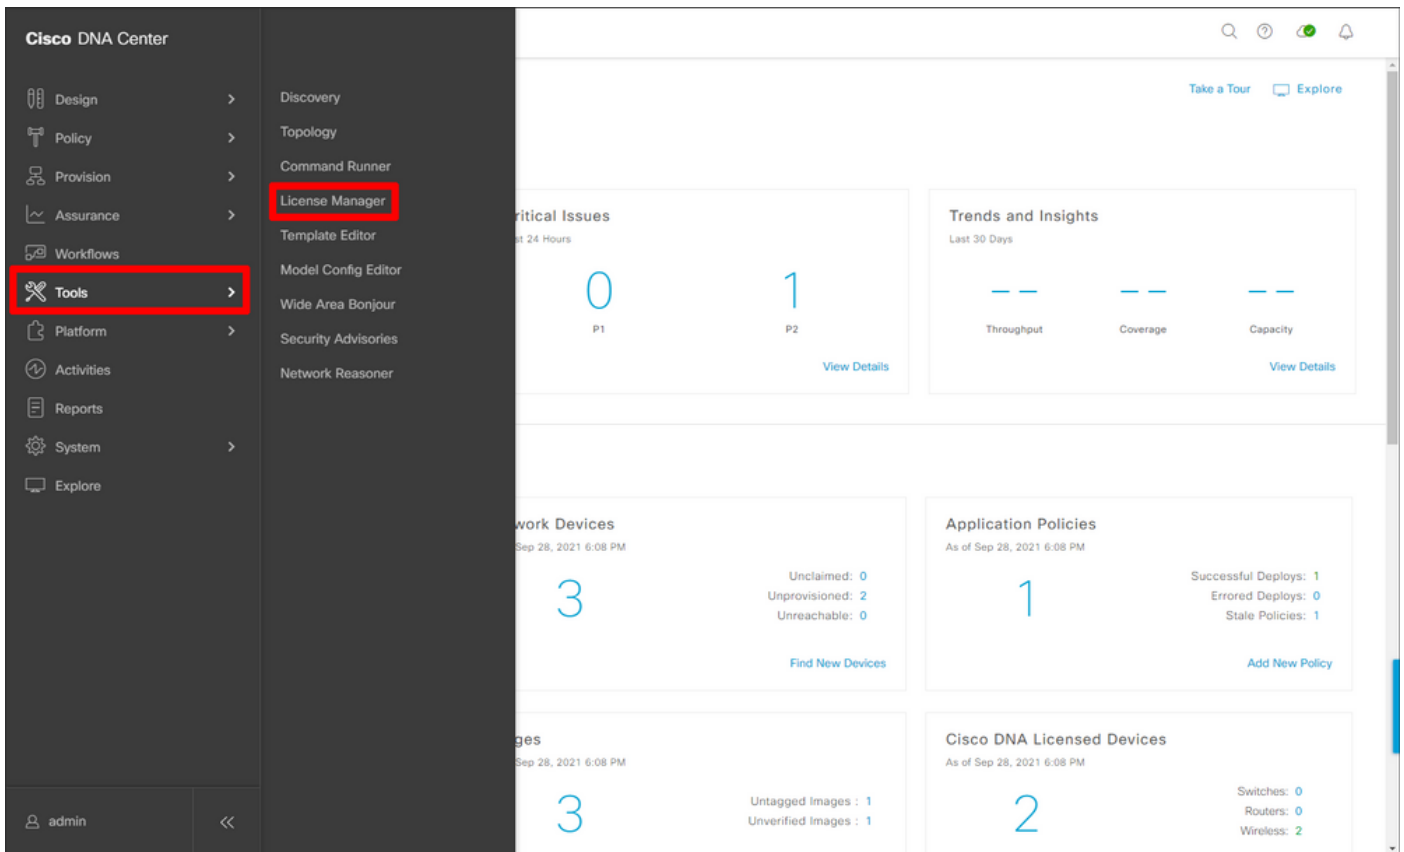 Cisco DNA Center
Design
Policy
Provision
Assurance
Workflows
Tools
Platform
Activities
Reports
System
Explore
admin
Discovery
Topology
Command Runner
License Manager
Template Editor
Model Config Editor
Wide Area Bonjour
Security Advisories
Network Reasoner
Take a Tour Explore
ritical Issues
st 24 Hours
0 1
P1 P2
View Details
Trends and Insights
Last 30 Days
-- -- --
Throughput Coverage Capacity
View Details
work Devices
Sep 28, 2021 6:08 PM
3
Unclaimed: 0
Unprovisioned: 2
Unreachable: 0
Find New Devices
Application Policies
As of Sep 28, 2021 6:08 PM
1
Successful Deploys: 1
Errored Deploys: 0
Stale Policies: 1
Add New Policy
ges
Sep 28, 2021 6:08 PM
3
Untagged Images : 1
Unverified Images : 1
Cisco DNA Licensed Devices
As of Sep 28, 2021 6:08 PM
2
Switches: 0
Routers: 0
Wireless: 2